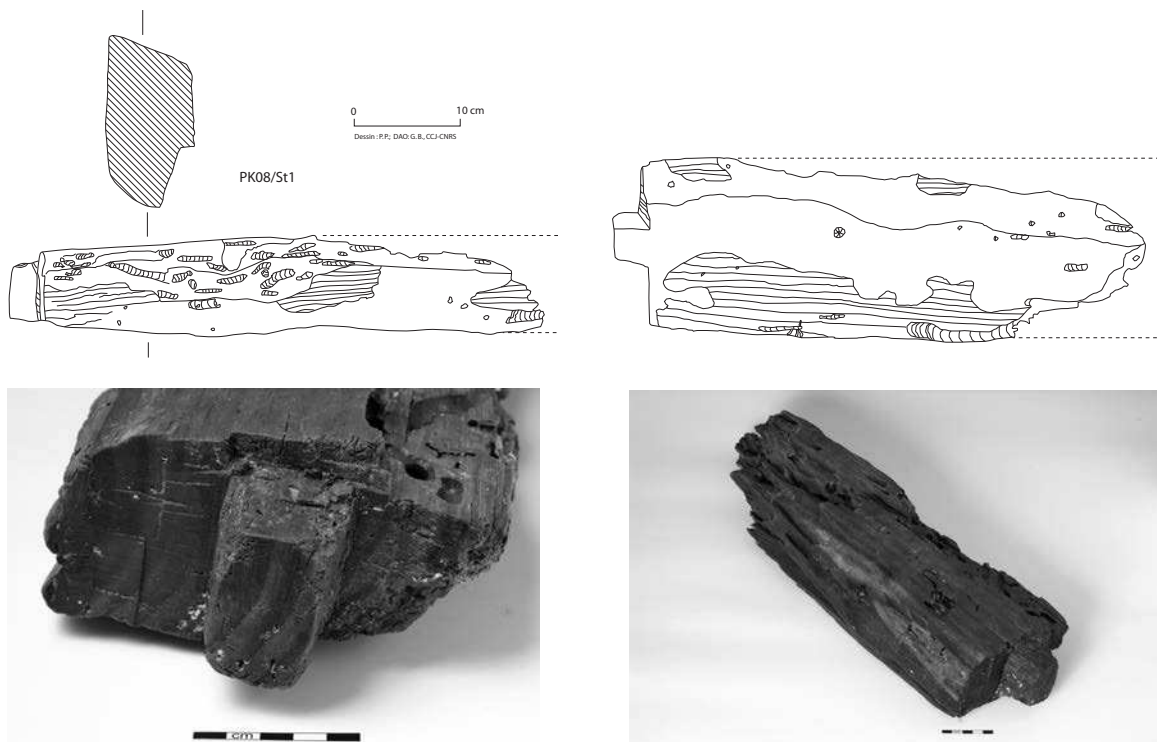 0 10 cm
Dessin : P.P.; DAO: G.B., CCJ-CNRS
PK08/St1
cm